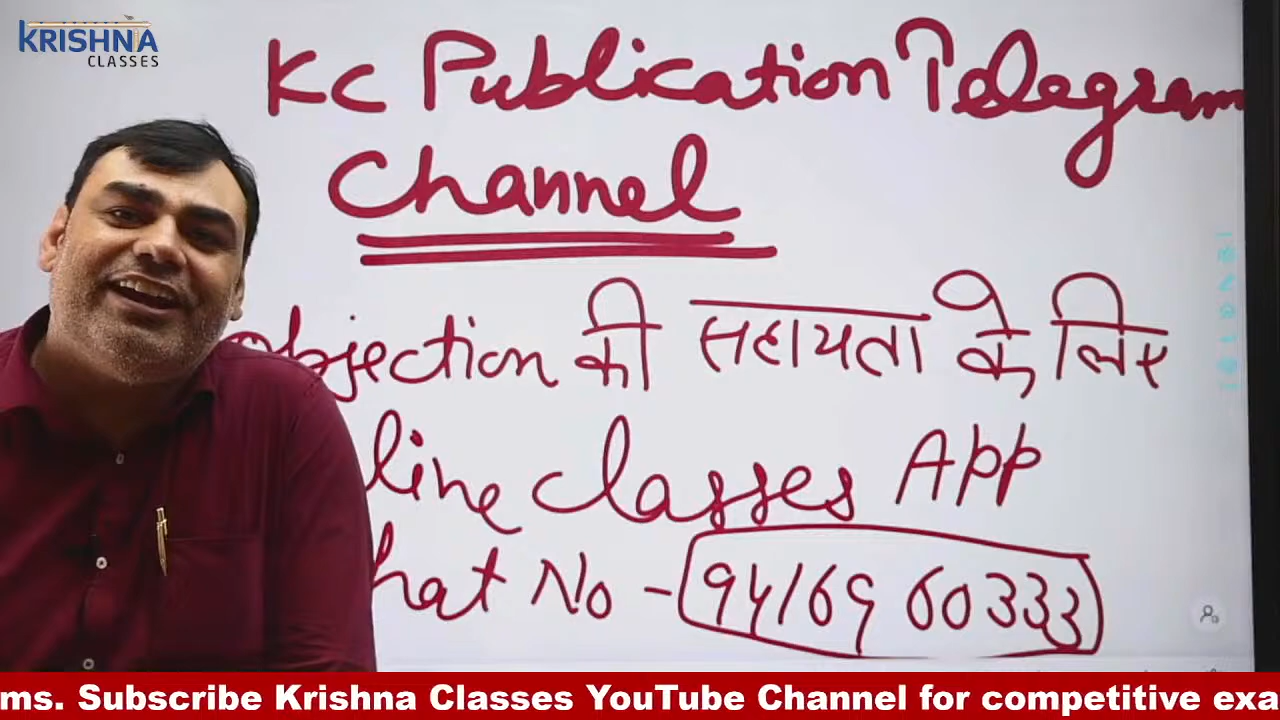 KRISHNA
CLASSES
KC Publication Telegram
Channel
objection की सहायता के लिए
line classes APP
hat No - 94169 60333
ms. Subscribe Krishna Classes YouTube Channel for competitive exa